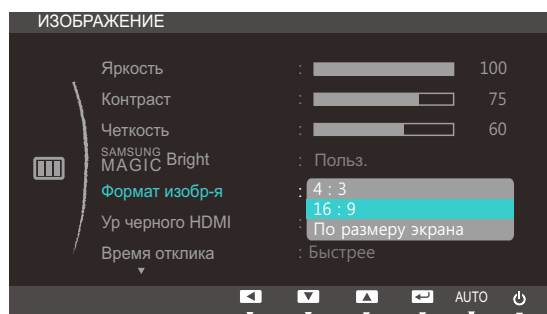 ИЗОБРАЖЕНИЕ
Яркость : 100
Контраст : 75
Четкость : 60
SAMSUNG MAGIC Bright : Польз.
Формат изобр-я : 4 : 3
16 : 9
Ур черного HDMI :
По размеру экрана
Время отклика : Быстрее
AUTO